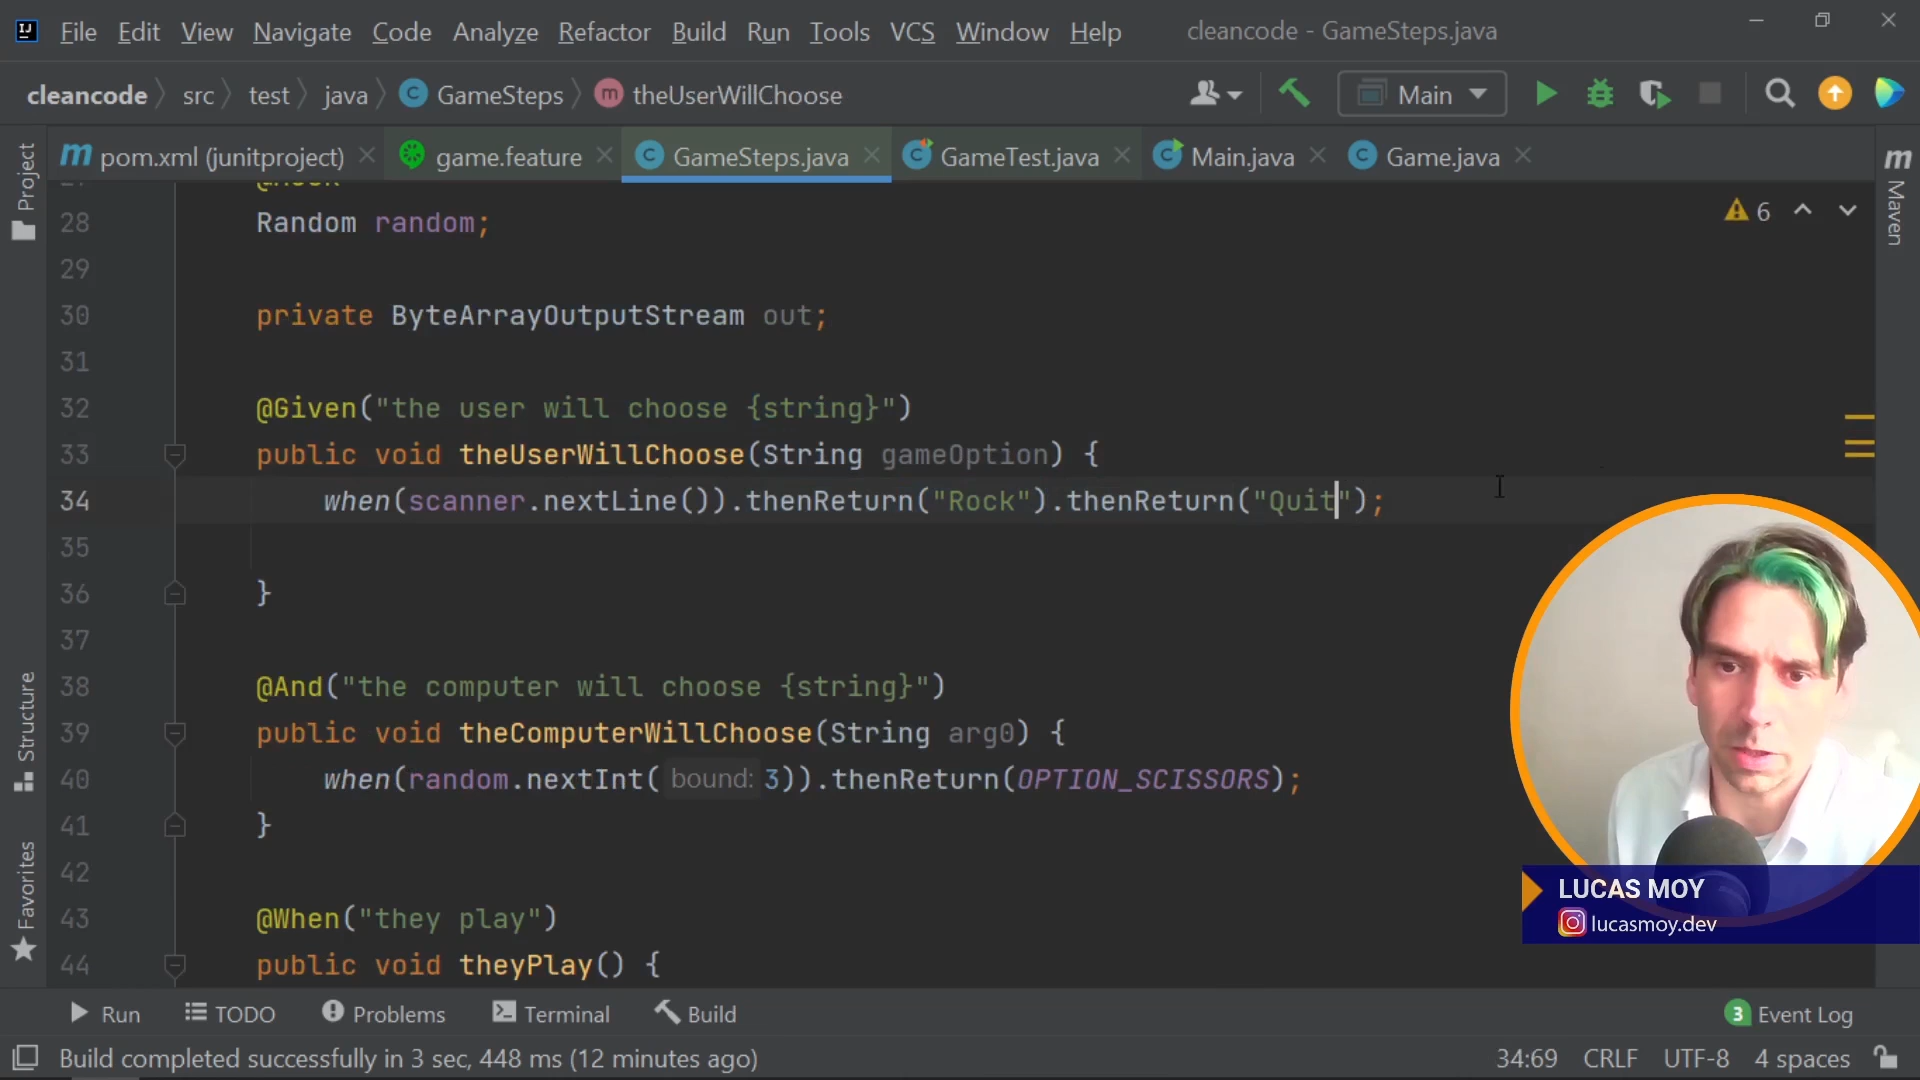 File Edit View Navigate Code Analyze Refactor Build Run Tools VCS Window Help cleancode - GameSteps.java
cleancode src test java GameSteps theUserWillChoose Main
pom.xml (junitproject) game.feature GameSteps.java GameTest.java Main.java Game.java
Project
Structure
Favorites
Maven
6
28 Random random;
29
30 private ByteArrayOutputStream out;
31
32 @Given("the user will choose {string}")
33 public void theUserWillChoose(String gameOption) {
34 when(scanner.nextLine()).thenReturn("Rock").thenReturn("Quit");
35
36 }
37
38 @And("the computer will choose {string}")
39 public void theComputerWillChoose(String arg0) {
40 when(random.nextInt( bound: 3)).thenReturn(OPTION_SCISSORS);
41 }
42
43 @When("they play")
44 public void theyPlay() {
LUCAS MOY
lucasmoy.dev
Run TODO Problems Terminal Build 3 Event Log
Build completed successfully in 3 sec, 448 ms (12 minutes ago) 34:69 CRLF UTF-8 4 spaces